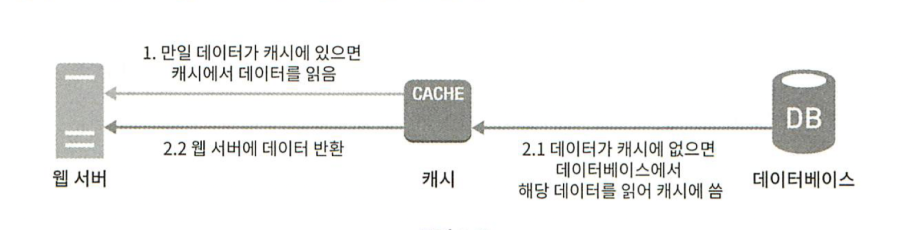 1. 만일 데이터가 캐시에 있으면
캐시에서 데이터를 읽음
CACHE
DB
2.2 웹 서버에 데이터 반환
2.1 데이터가 캐시에 없으면
데이터베이스에서
해당 데이터를 읽어 캐시에 씀
웹 서버
캐시
데이터베이스